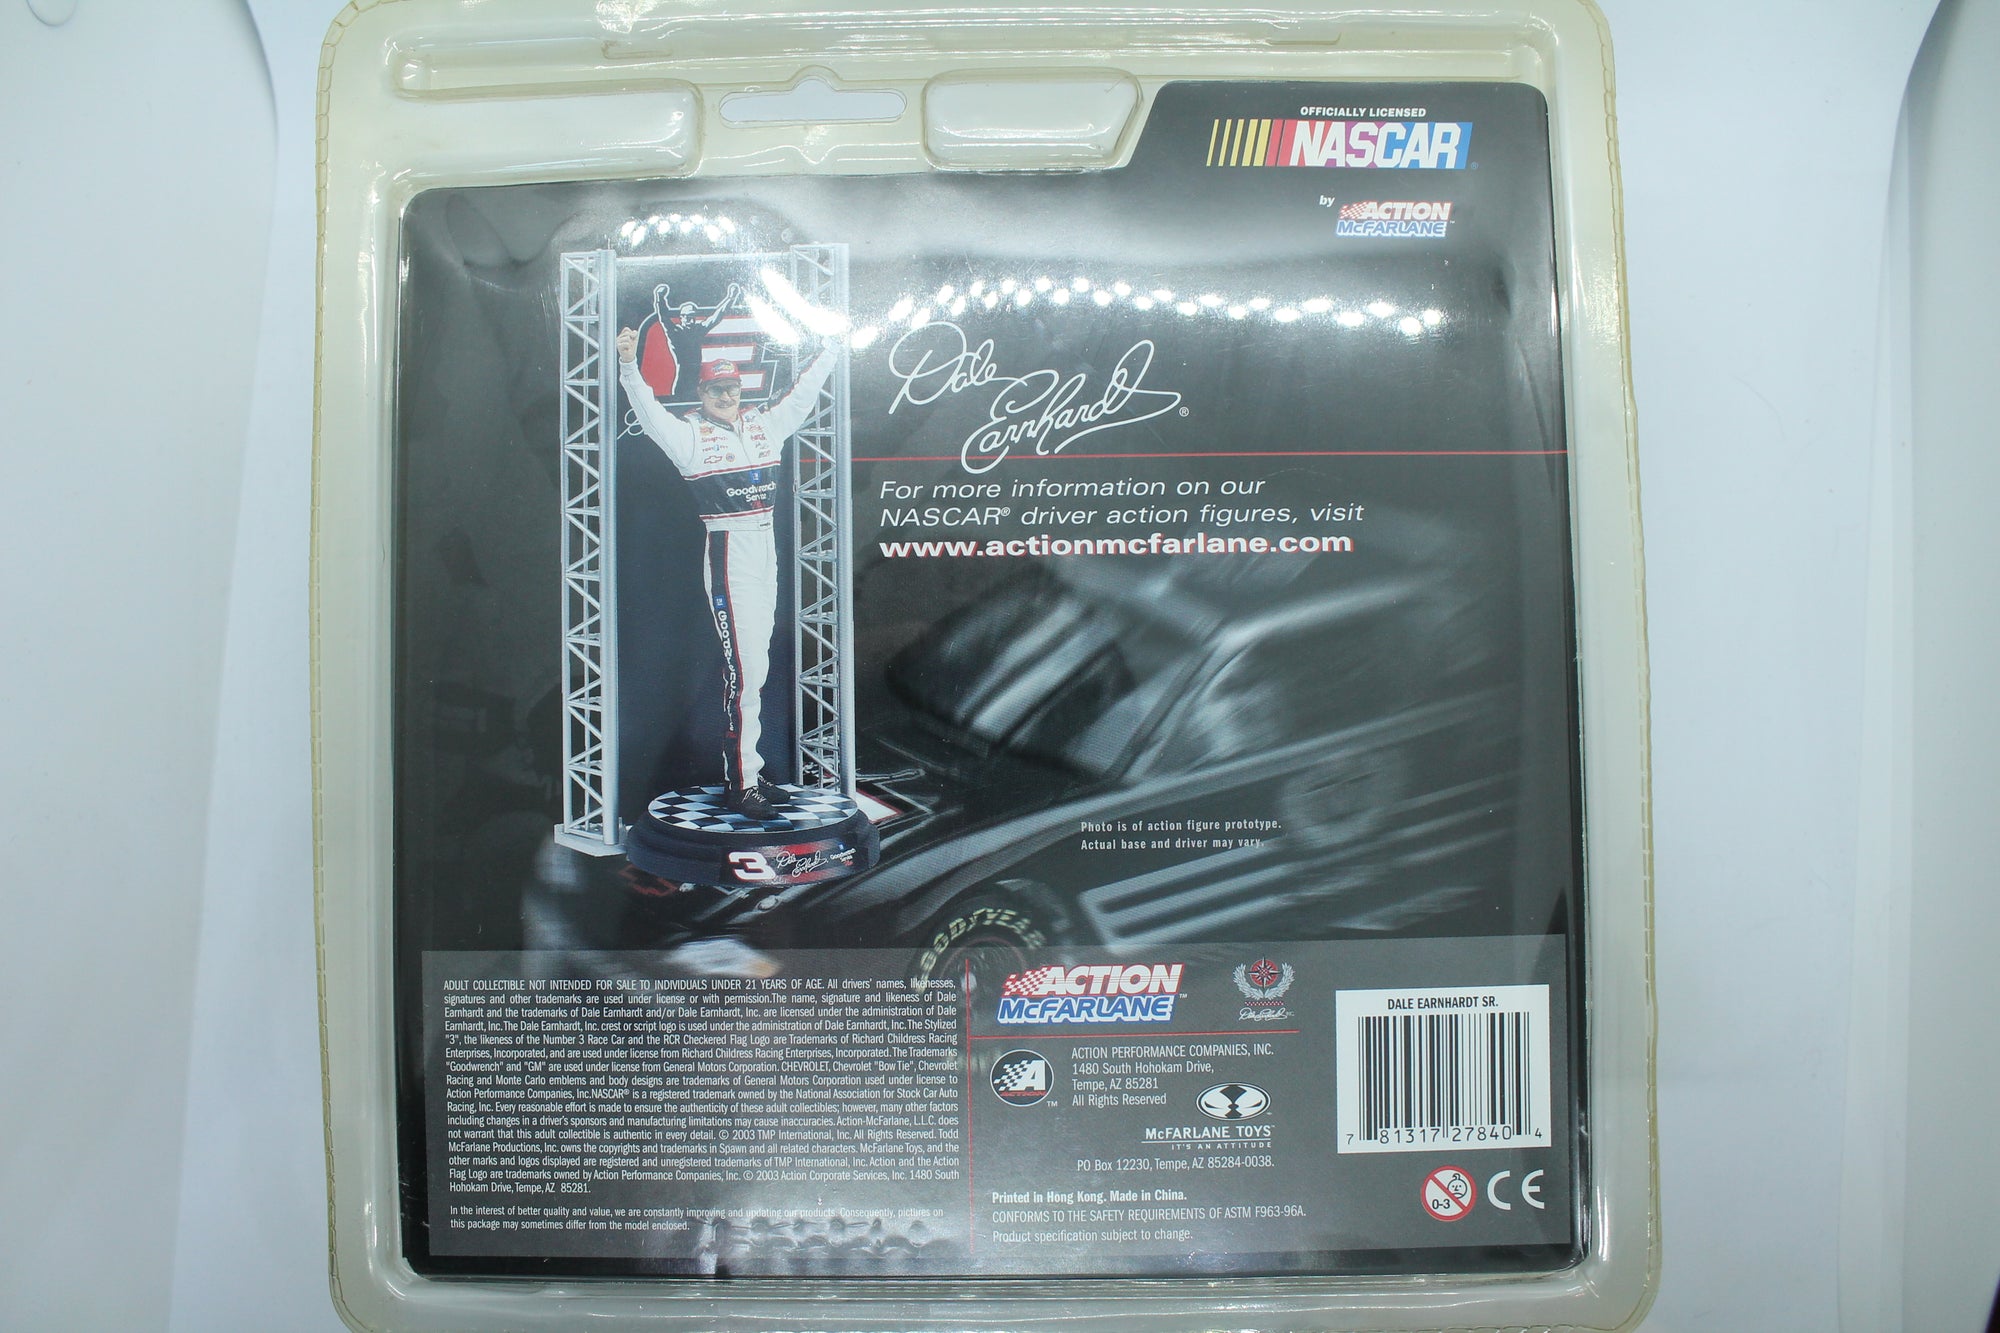 OFFICIALLY LICENSED
NASCAR®
by ACTION
McFARLANE™
Dale
Earnhardt®
For more information on our
NASCAR® driver action figures, visit
www.actionmcfarlane.com
Goodwrench
Service
Goodwrench
3 Dale Earnhardt Goodwrench Service
GOODYEAR
Photo is of action figure prototype.
Actual base and driver may vary.
ADULT COLLECTIBLE NOT INTENDED FOR SALE TO INDIVIDUALS UNDER 21 YEARS OF AGE. All drivers' names, likenesses,
signatures and other trademarks are used under license or with permission.The name, signature and likeness of Dale
Earnhardt and the trademarks of Dale Earnhardt and/or Dale Earnhardt, Inc. are licensed under the administration of Dale
Earnhardt, Inc.The Dale Earnhardt, Inc. crest or script logo is used under the administration of Dale Earnhardt, Inc.The Stylized
"3", the likeness of the Number 3 Race Car and the RCR Checkered Flag Logo are Trademarks of Richard Childress Racing
Enterprises, Incorporated, and are used under license from Richard Childress Racing Enterprises, Incorporated.The Trademarks
"Goodwrench" and "GM" are used under license from General Motors Corporation. CHEVROLET, Chevrolet "Bow Tie", Chevrolet
Racing and Monte Carlo emblems and body designs are trademarks of General Motors Corporation used under license to
Action Performance Companies, Inc.NASCAR® is a registered trademark owned by the National Association for Stock Car Auto
Racing, Inc. Every reasonable effort is made to ensure the authenticity of these adult collectibles; however, many other factors
including changes in a driver's sponsors and manufacturing limitations may cause inaccuracies. Action-McFarlane, L.L.C. does
not warrant that this adult collectible is authentic in every detail. © 2003 TMP International, Inc. All Rights Reserved. Todd
McFarlane Productions, Inc. owns the copyrights and trademarks in Spawn and all related characters. McFarlane Toys, and the
other marks and logos displayed are registered and unregistered trademarks of TMP International, Inc. Action and the Action
Flag Logo are trademarks owned by Action Performance Companies, Inc. © 2003 Action Corporate Services, Inc. 1480 South
Hohokam Drive, Tempe, AZ 85281.
In the interest of better quality and value, we are constantly improving and updating our products. Consequently, pictures on
this package may sometimes differ from the model enclosed.
ACTION
McFARLANE™
ACTION PERFORMANCE COMPANIES, INC.
1480 South Hohokam Drive,
Tempe, AZ 85281
All Rights Reserved
A
ACTION
TM
McFARLANE TOYS™
IT'S AN ATTITUDE
PO Box 12230, Tempe, AZ 85284-0038.
Printed in Hong Kong. Made in China.
CONFORMS TO THE SAFETY REQUIREMENTS OF ASTM F963-96A.
Product specification subject to change.
DALE EARNHARDT SR.
7 81317 27840 4
0-3
CE